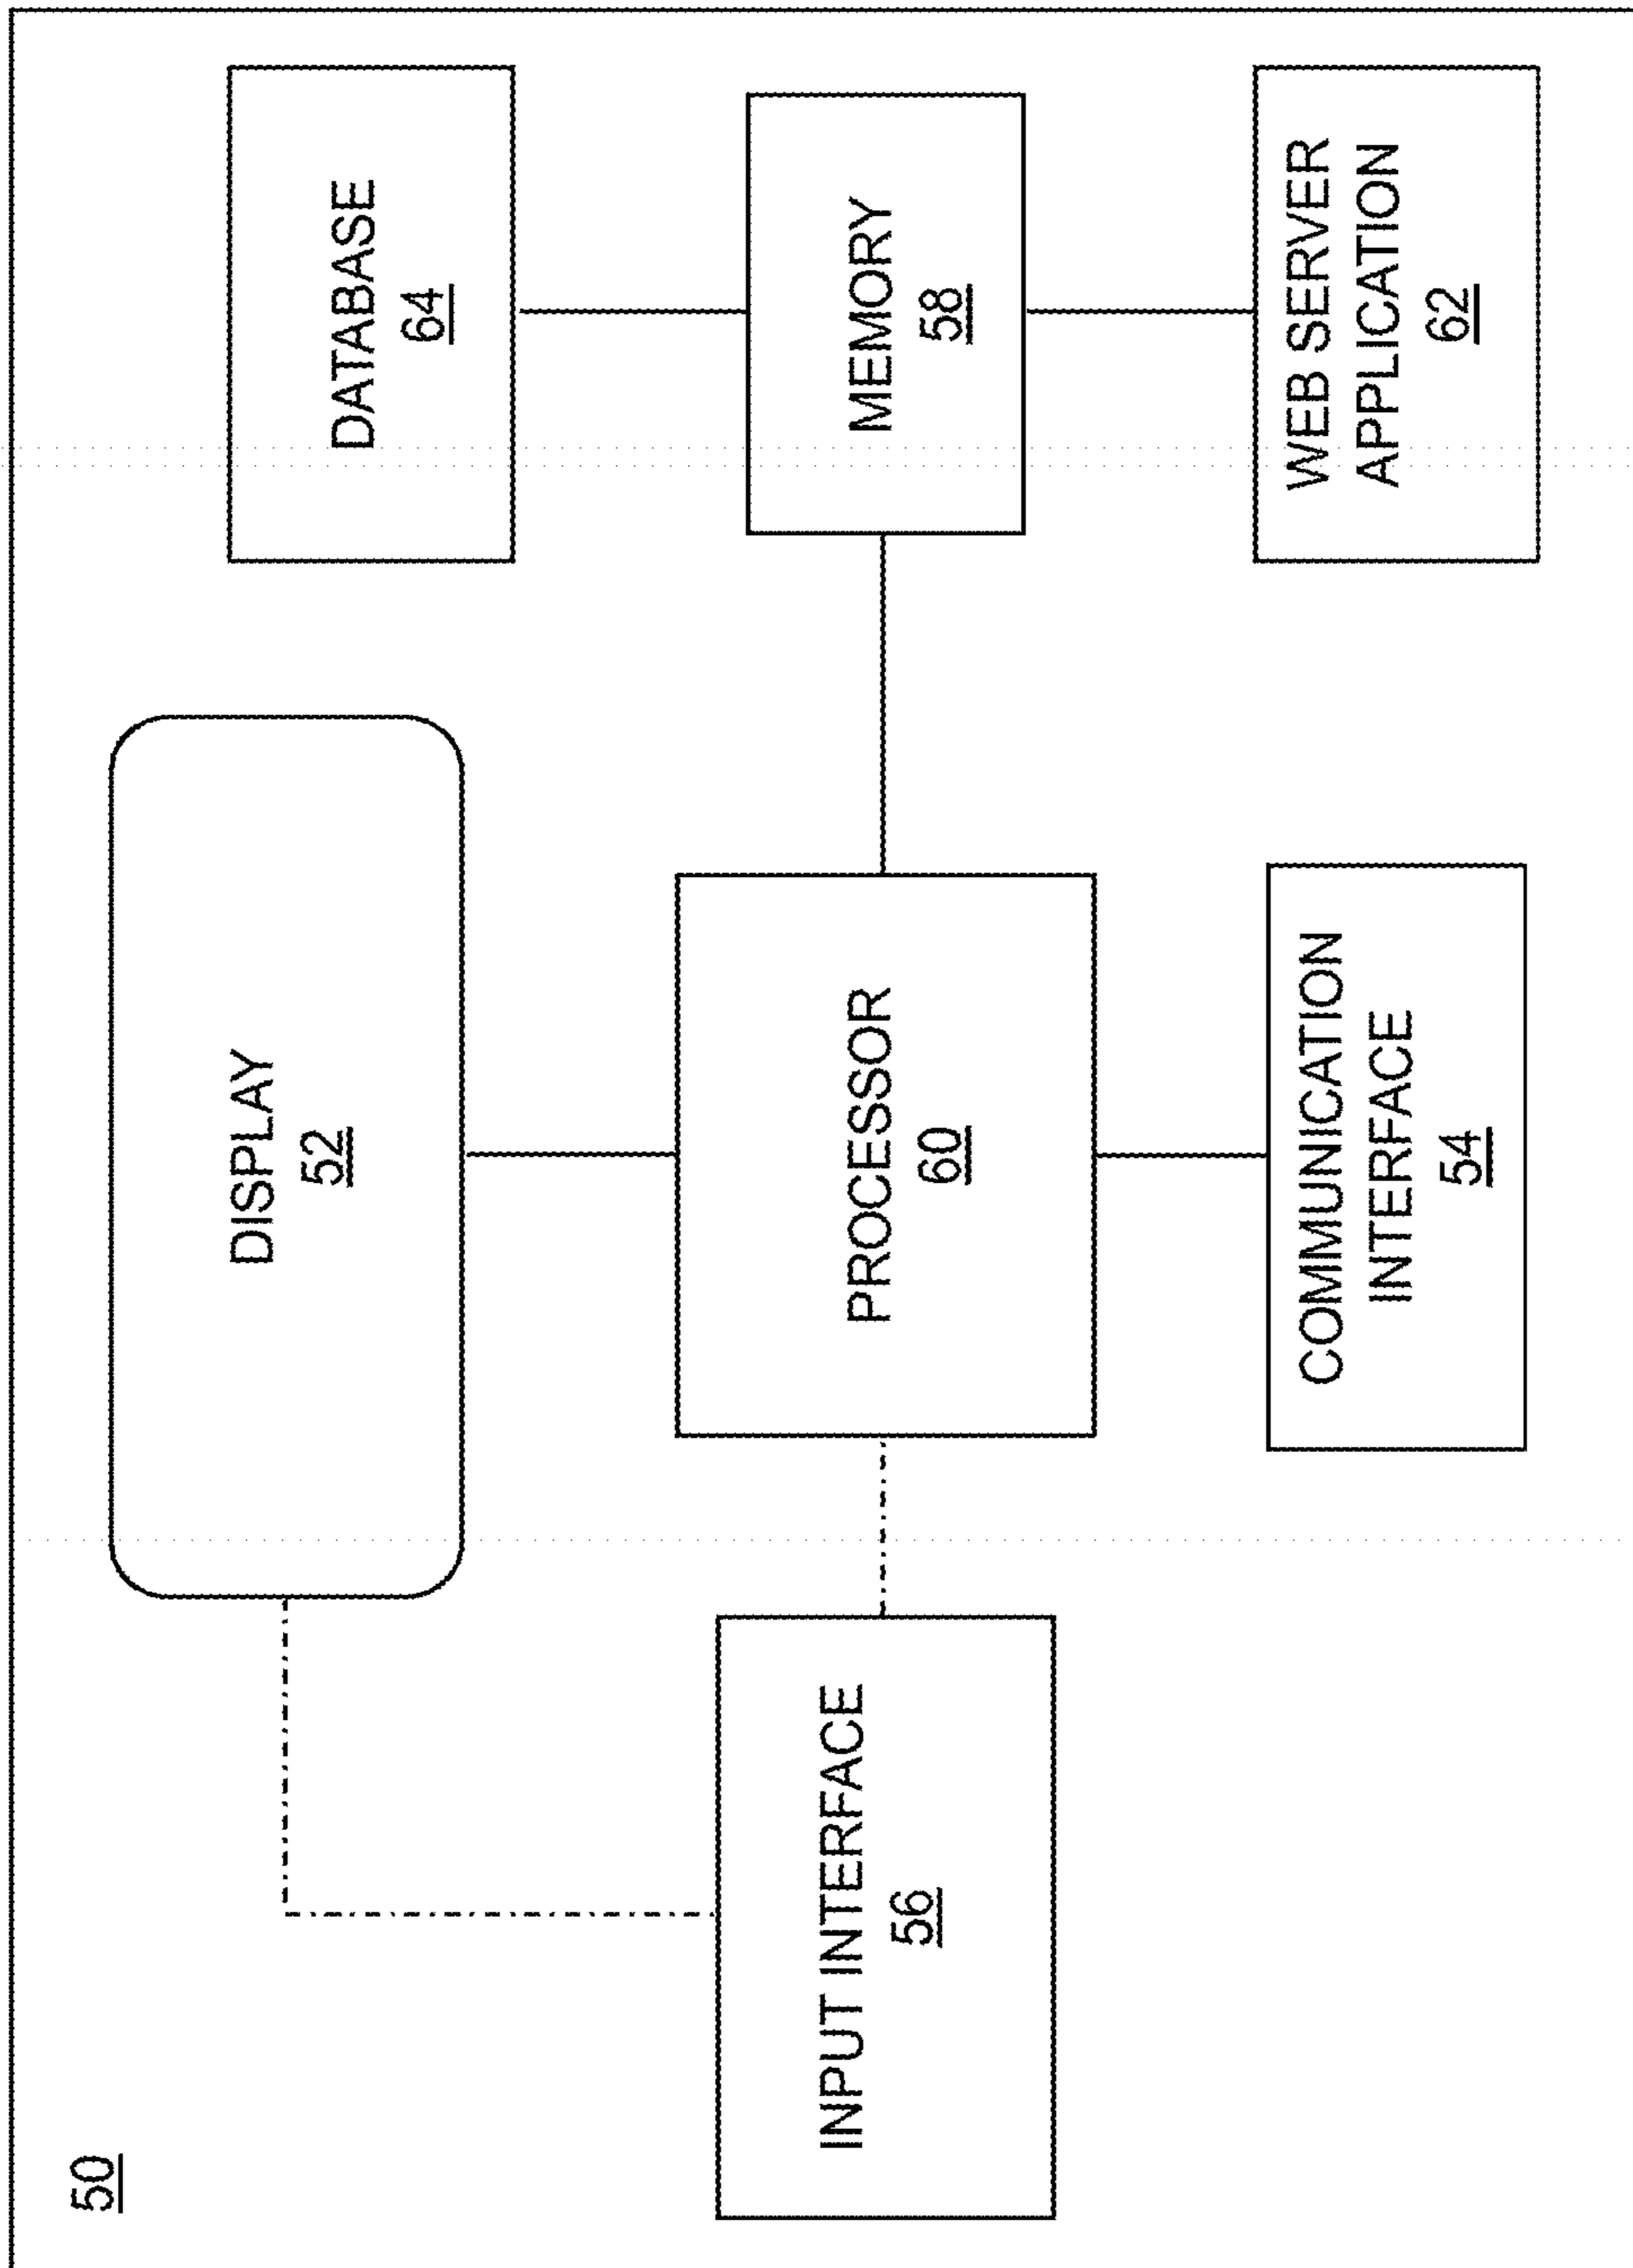 50
DISPLAY
52
DATABASE
64
INPUT INTERFACE
56
PROCESSOR
60
MEMORY
58
COMMUNICATION
INTERFACE
54
WEB SERVER
APPLICATION
62